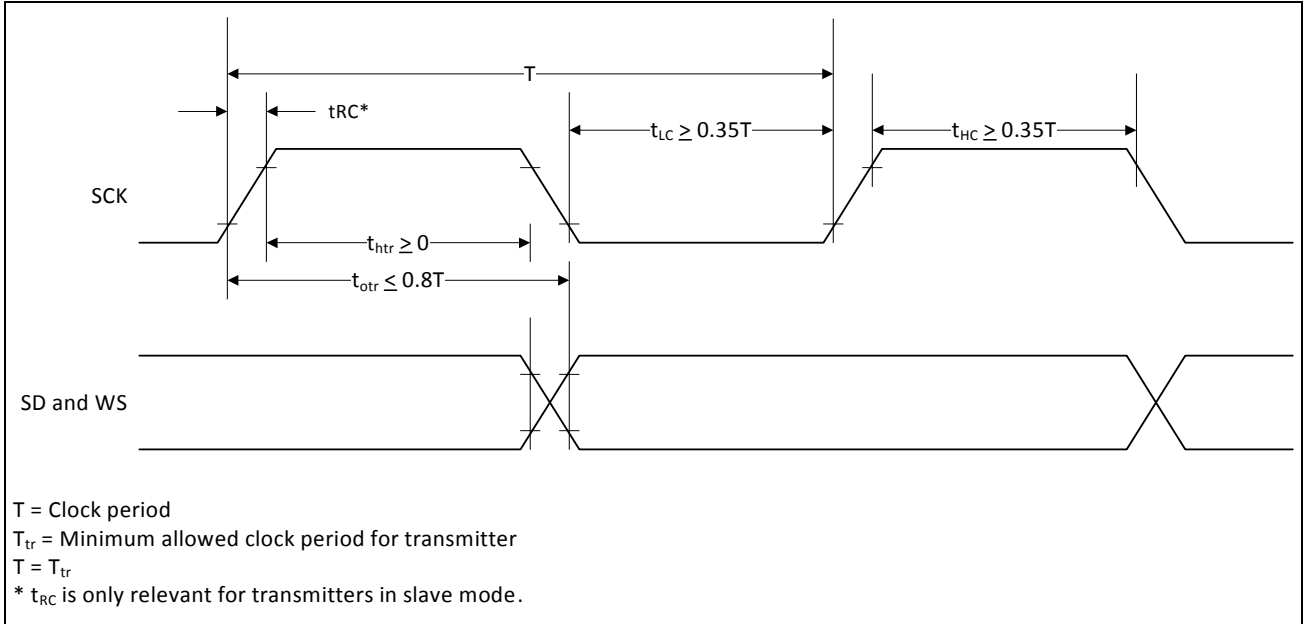 T
tRC*
t_LC ≥ 0.35T
t_HC ≥ 0.35T
SCK
t_htr ≥ 0
t_otr ≤ 0.8T
SD and WS
T = Clock period
T_tr = Minimum allowed clock period for transmitter
T = T_tr
* t_RC is only relevant for transmitters in slave mode.